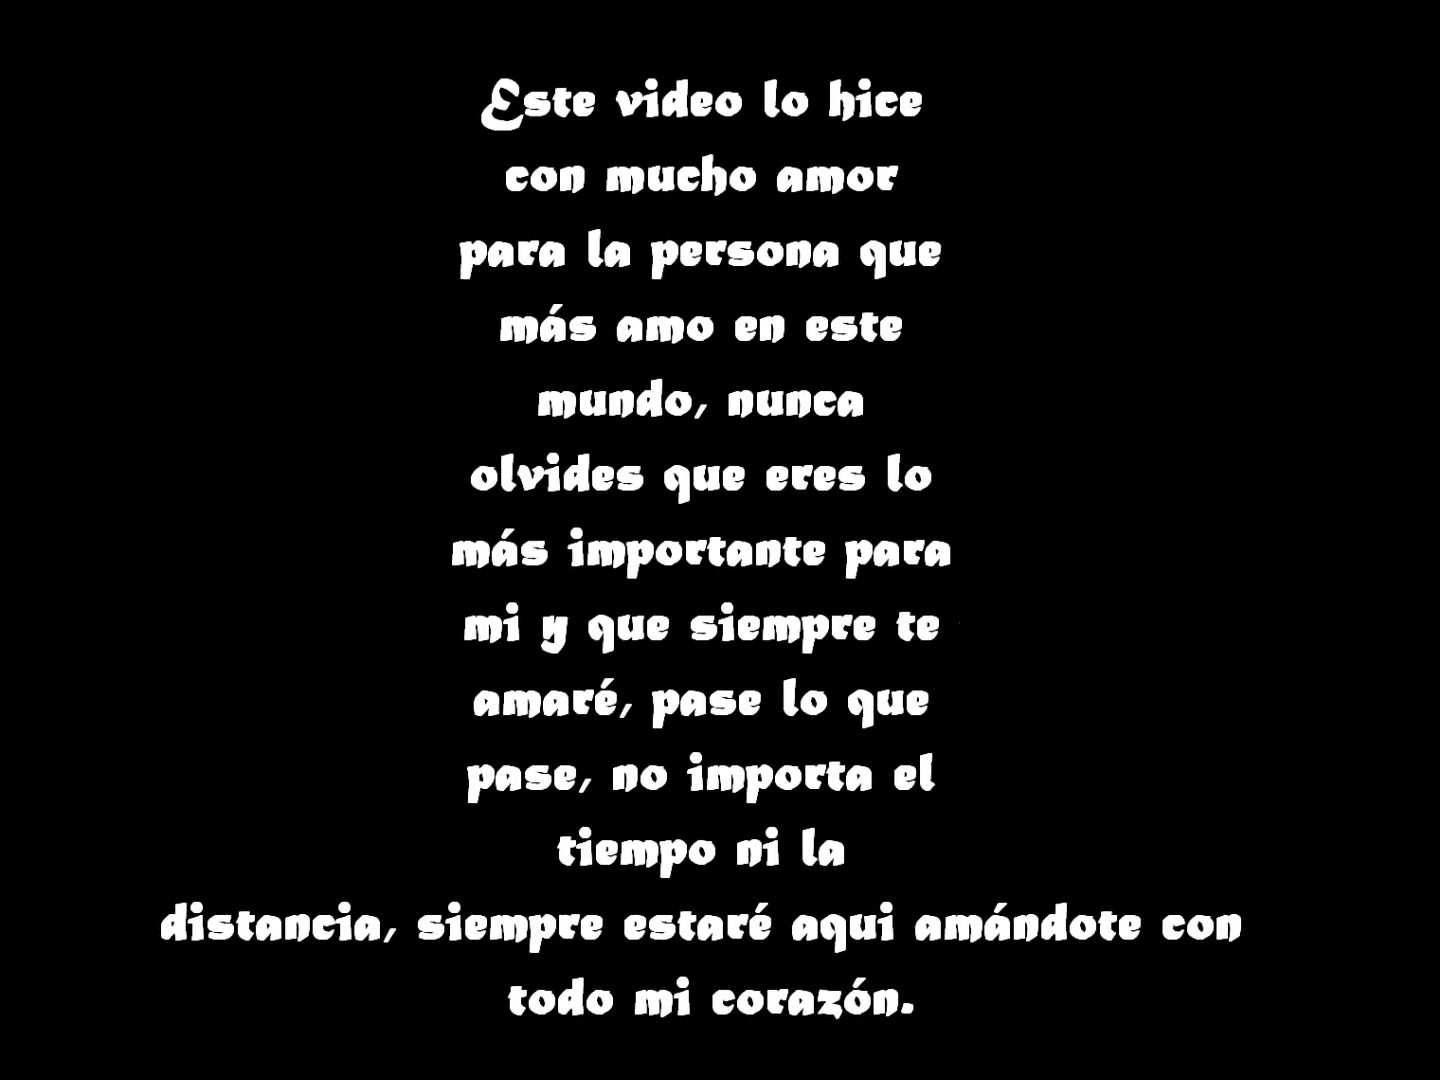 Este video lo hice
con mucho amor
para la persona que
más amo en este
mundo, nunca
olvides que eres lo
más importante para
mi y que siempre te
amaré, pase lo que
pase, no importa el
tiempo ni la
distancia, siempre estaré aqui amándote con
todo mi corazón.